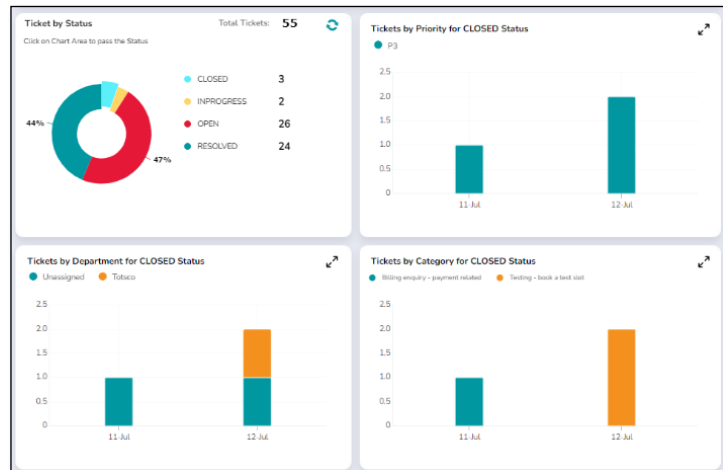 Ticket by Status
Total Tickets: 55
Click on Chart Area to pass the Status
CLOSED 3
INPROGRESS 2
OPEN 26
RESOLVED 24
44%
47%
Tickets by Priority for CLOSED Status
P3
2.5
2.0
1.5
1.0
0.5
0
11-Jul 12-Jul
Tickets by Department for CLOSED Status
Unassigned Totsco
2.5
2.0
1.5
1.0
0.5
0
11-Jul 12-Jul
Tickets by Category for CLOSED Status
Billing enquiry - payment related Testing - book a test slot
2.5
2.0
1.5
1.0
0.5
0
11-Jul 12-Jul